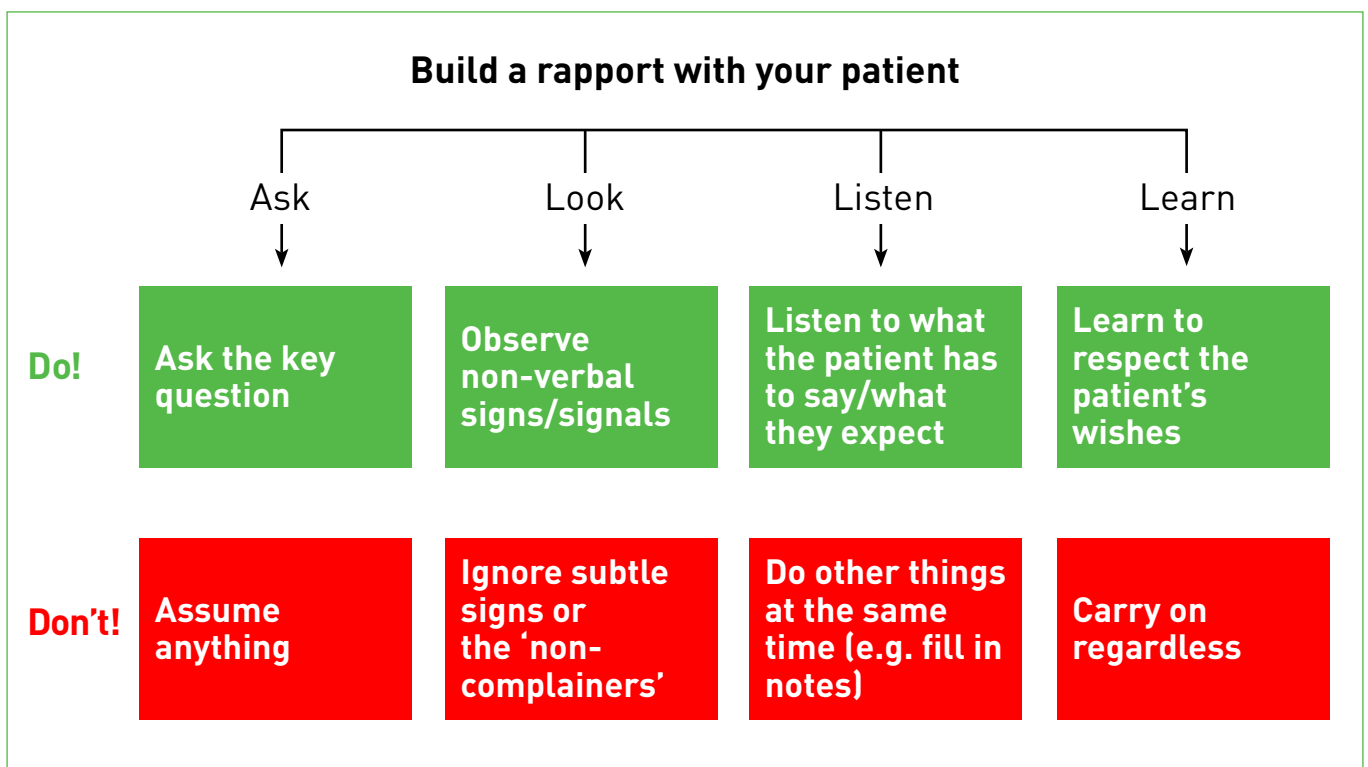 Build a rapport with your patient
Ask
Look
Listen
Learn
Do!
Ask the key
question
Observe
non-verbal
signs/signals
Listen to what
the patient has
to say/what
they expect
Learn to
respect the
patient's
wishes
Don't!
Assume
anything
Ignore subtle
signs or
the ‘non-
complainers’
Do other things
at the same
time (e.g. fill in
notes)
Carry on
regardless